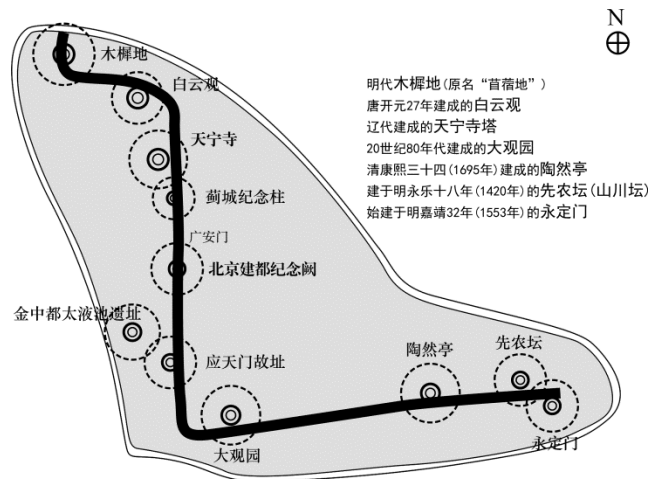 N
木樨地
白云观
天宁寺
蓟城纪念柱
广安门
北京建都纪念阙
金中都太液池遗址
应天门故址
大观园
陶然亭
先农坛
永定门
明代木樨地(原名“苜蓿地”)
唐开元27年建成的白云观
辽代建成的天宁寺塔
20世纪80年代建成的大观园
清康熙三十四(1695年)建成的陶然亭
建于明永乐十八年(1420年)的先农坛(山川坛)
始建于明嘉靖32年(1553年)的永定门